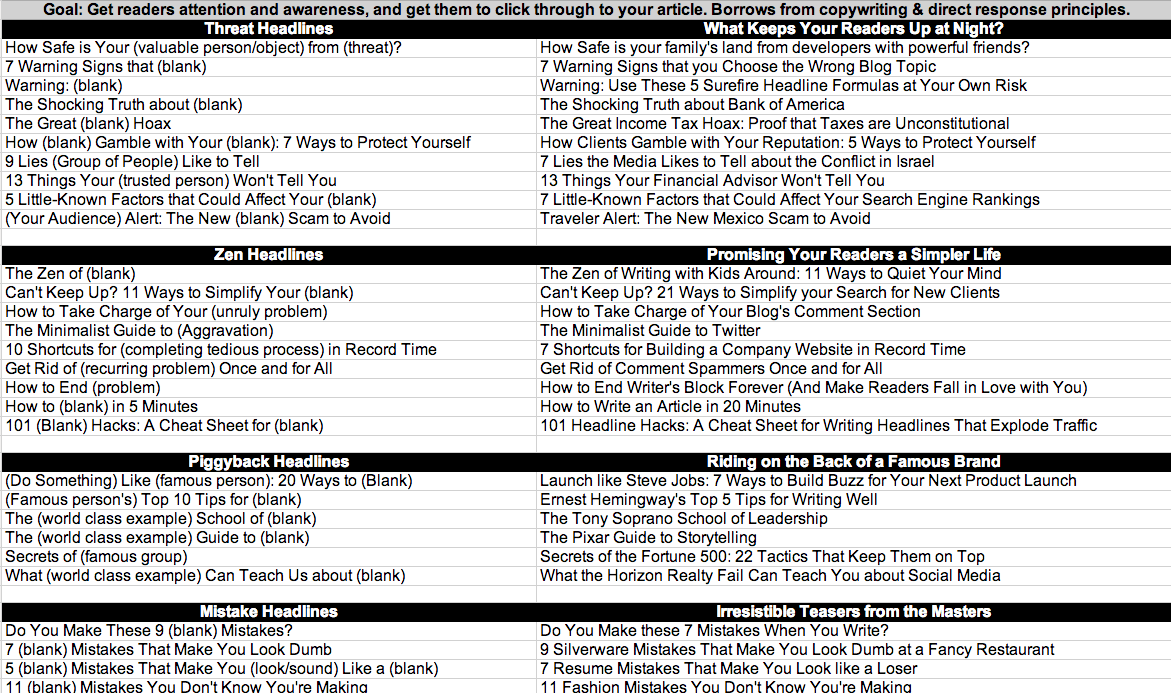 Goal: Get readers attention and awareness, and get them to click through to your article. Borrows from copywriting & direct response principles.
Threat Headlines What Keeps Your Readers Up at Night?
How Safe is Your (valuable person/object) from (threat)? How Safe is your family's land from developers with powerful friends?
7 Warning Signs that (blank) 7 Warning Signs that you Choose the Wrong Blog Topic
Warning: (blank) Warning: Use These 5 Surefire Headline Formulas at Your Own Risk
The Shocking Truth about (blank) The Shocking Truth about Bank of America
The Great (blank) Hoax The Great Income Tax Hoax: Proof that Taxes are Unconstitutional
How (blank) Gamble with Your (blank): 7 Ways to Protect Yourself How Clients Gamble with Your Reputation: 5 Ways to Protect Yourself
9 Lies (Group of People) Like to Tell 7 Lies the Media Likes to Tell about the Conflict in Israel
13 Things Your (trusted person) Won't Tell You 13 Things Your Financial Advisor Won't Tell You
5 Little-Known Factors that Could Affect Your (blank) 7 Little-Known Factors that Could Affect Your Search Engine Rankings
(Your Audience) Alert: The New (blank) Scam to Avoid Traveler Alert: The New Mexico Scam to Avoid
Zen Headlines Promising Your Readers a Simpler Life
The Zen of (blank) The Zen of Writing with Kids Around: 11 Ways to Quiet Your Mind
Can't Keep Up? 11 Ways to Simplify Your (blank) Can't Keep Up? 21 Ways to Simplify your Search for New Clients
How to Take Charge of Your (unruly problem) How to Take Charge of Your Blog's Comment Section
The Minimalist Guide to (Aggravation) The Minimalist Guide to Twitter
10 Shortcuts for (completing tedious process) in Record Time 7 Shortcuts for Building a Company Website in Record Time
Get Rid of (recurring problem) Once and for All Get Rid of Comment Spammers Once and for All
How to End (problem) How to End Writer's Block Forever (And Make Readers Fall in Love with You)
How to (blank) in 5 Minutes How to Write an Article in 20 Minutes
101 (Blank) Hacks: A Cheat Sheet for (blank) 101 Headline Hacks: A Cheat Sheet for Writing Headlines That Explode Traffic
Piggyback Headlines Riding on the Back of a Famous Brand
(Do Something) Like (famous person): 20 Ways to (Blank) Launch like Steve Jobs: 7 Ways to Build Buzz for Your Next Product Launch
(Famous person's) Top 10 Tips for (blank) Ernest Hemingway's Top 5 Tips for Writing Well
The (world class example) School of (blank) The Tony Soprano School of Leadership
The (world class example) Guide to (blank) The Pixar Guide to Storytelling
Secrets of (famous group) Secrets of the Fortune 500: 22 Tactics That Keep Them on Top
What (world class example) Can Teach Us about (blank) What the Horizon Realty Fail Can Teach You about Social Media
Mistake Headlines Irresistible Teasers from the Masters
Do You Make These 9 (blank) Mistakes? Do You Make these 7 Mistakes When You Write?
7 (blank) Mistakes That Make You Look Dumb 9 Silverware Mistakes That Make You Look Dumb at a Fancy Restaurant
5 (blank) Mistakes That Make You (look/sound) Like a (blank) 7 Resume Mistakes That Make You Look like a Loser
11 (blank) Mistakes You Don't Know You're Making 11 Fashion Mistakes You Don't Know You're Making